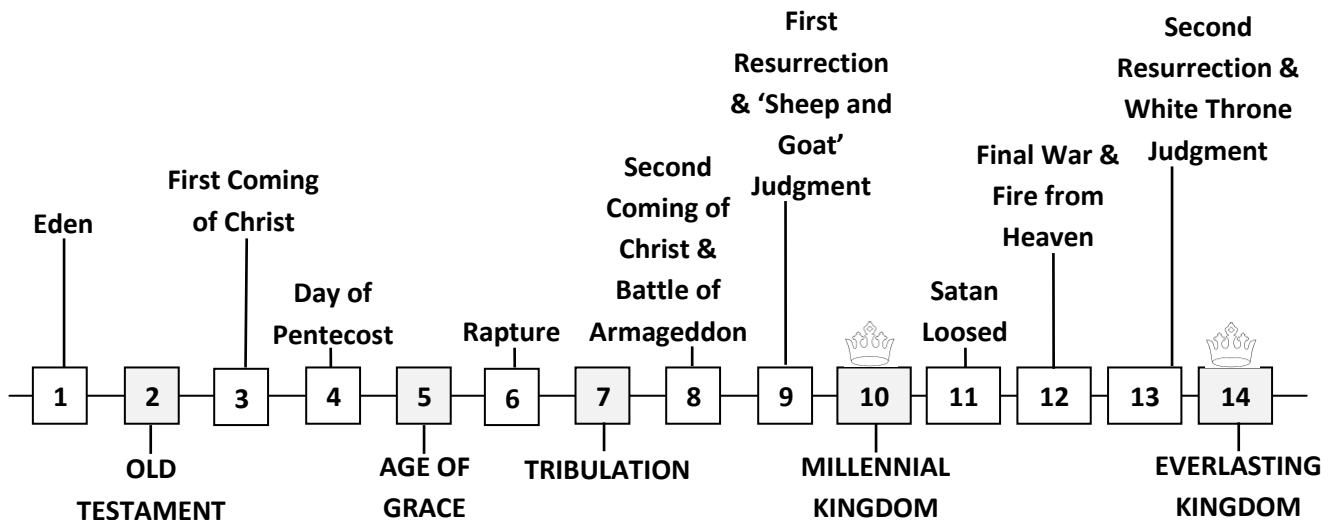 Eden
First Coming
of Christ
Day of
Pentecost
Rapture
Second
Coming of
Christ &
Battle of
Armageddon
First
Resurrection
& ‘Sheep and
Goat’
Judgment
Satan
Loosed
Final War &
Fire from
Heaven
Second
Resurrection &
White Throne
Judgment
1 2 3 4 5 6 7 8 9 10 11 12 13 14
OLD
TESTAMENT
AGE OF
GRACE
TRIBULATION
MILLENNIAL
KINGDOM
EVERLASTING
KINGDOM